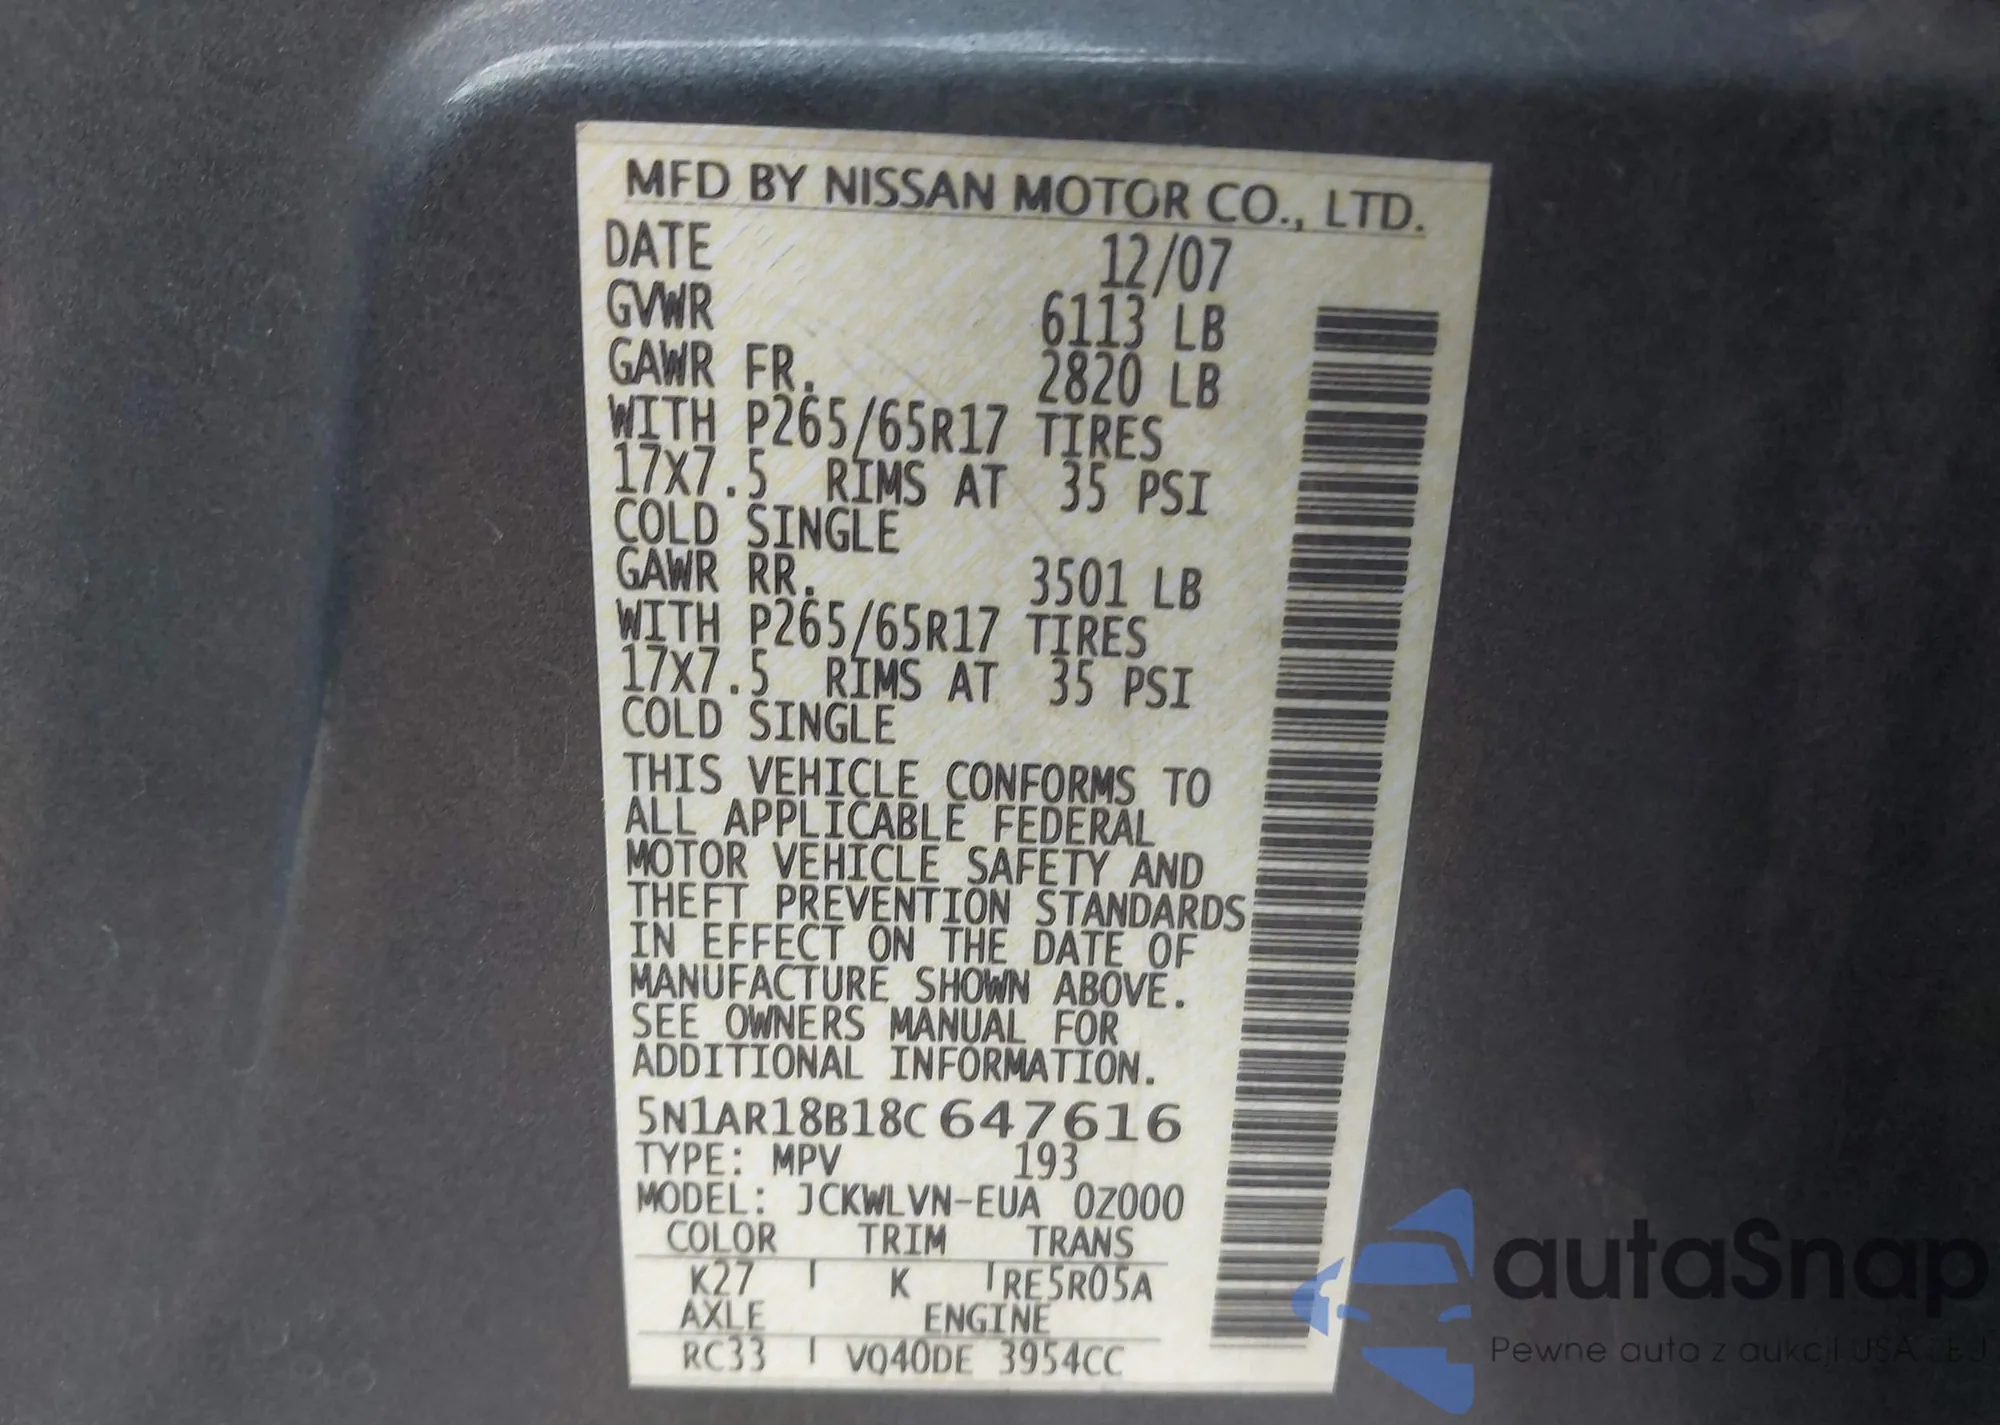 MFD BY NISSAN MOTOR CO., LTD.
DATE 12/07
GVWR 6113 LB
GAWR FR. 2820 LB
WITH P265/65R17 TIRES
17X7.5 RIMS AT 35 PSI
COLD SINGLE
GAWR RR. 3501 LB
WITH P265/65R17 TIRES
17X7.5 RIMS AT 35 PSI
COLD SINGLE
THIS VEHICLE CONFORMS TO
ALL APPLICABLE FEDERAL
MOTOR VEHICLE SAFETY AND
THEFT PREVENTION STANDARDS
IN EFFECT ON THE DATE OF
MANUFACTURE SHOWN ABOVE.
SEE OWNERS MANUAL FOR
ADDITIONAL INFORMATION.
5N1AR18B18C647616
TYPE: MPV 193
MODEL: JCKWLVN-EUA 0Z000
COLOR TRIM TRANS
K27 K RE5R05A
AXLE ENGINE
RC33 VQ40DE 3954CC
autaSnap
Pewne auta z aukcji USA i EU